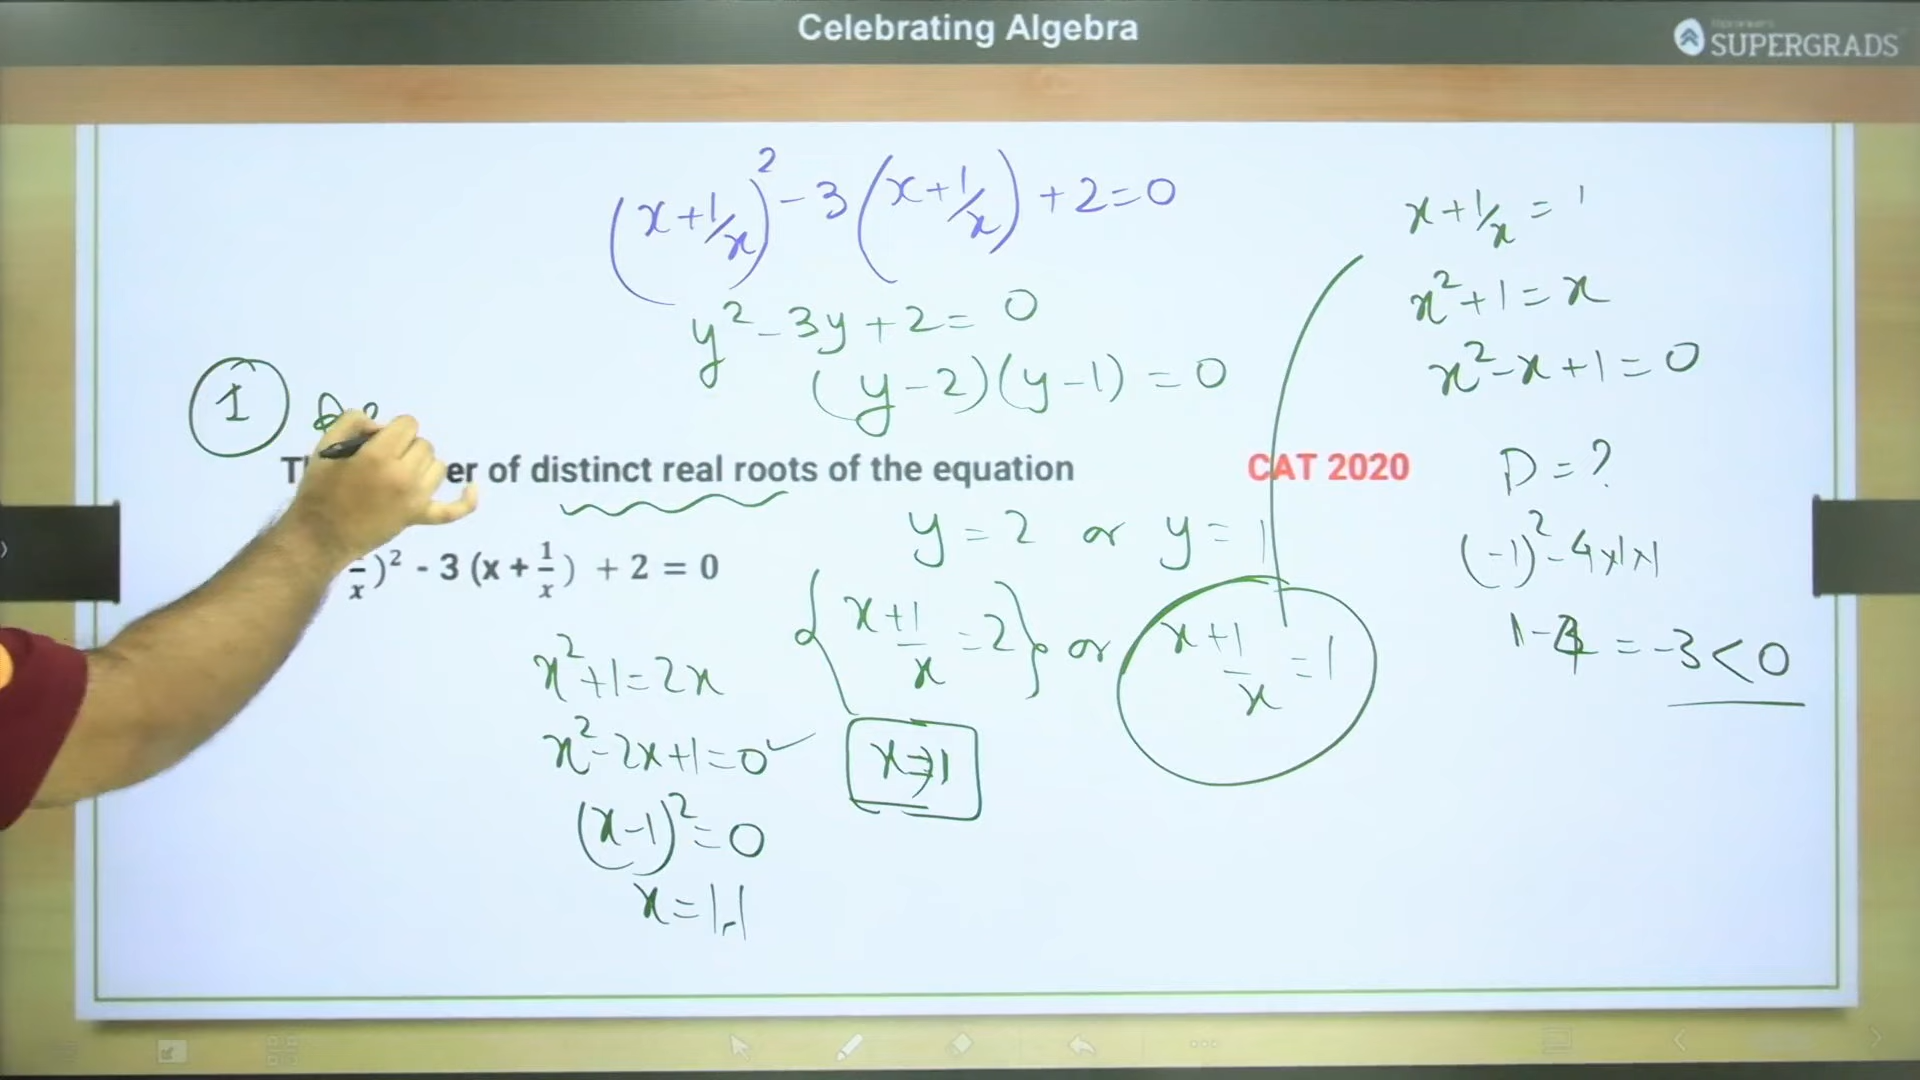 Celebrating Algebra
SUPERGRADS
(x+1/x)² - 3(x+1/x) + 2 = 0
y² - 3y + 2 = 0
(y-2)(y-1) = 0
1
er of distinct real roots of the equation
CAT 2020
)² - 3 (x + 1/x) + 2 = 0
y = 2 or y = 1
{x+1/x = 2} or x+1/x = 1
x² + 1 = 2x
x² - 2x + 1 = 0
(x-1)² = 0
x = 1,1
x = 1
x + 1/x = 1
x² + 1 = x
x² - x + 1 = 0
D = ?
(-1)² - 4x1x1
1 - 4 = -3 < 0